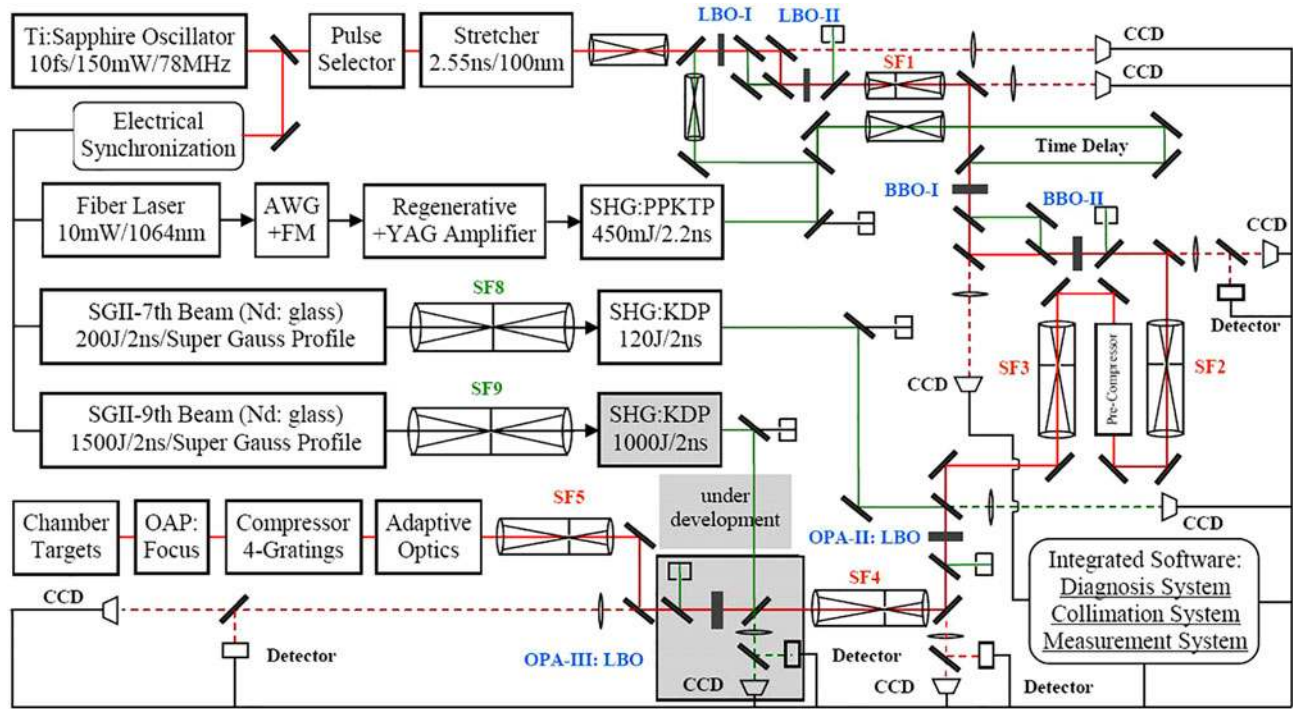 LBO-I
LBO-II
CCD
Ti:Sapphire Oscillator
10fs/150mW/78MHz
Pulse
Selector
Stretcher
2.55ns/100nm
SF1
CCD
Electrical
Synchronization
Time Delay
BBO-I
BBO-II
Fiber Laser
10mW/1064nm
AWG
+FM
Regenerative
+YAG Amplifier
SHG:PPKTP
450mJ/2.2ns
CCD
SF8
SGII-7th Beam (Nd: glass)
200J/2ns/Super Gauss Profile
SHG:KDP
120J/2ns
Detector
CCD
SF3
Pre-Compressor
SF2
SF9
SGII-9th Beam (Nd: glass)
1500J/2ns/Super Gauss Profile
SHG:KDP
1000J/2ns
under
development
SF5
Chamber
Targets
OAP:
Focus
Compressor
4-Gratings
Adaptive
Optics
OPA-II: LBO
CCD
SF4
Integrated Software:
Diagnosis System
Collimation System
Measurement System
CCD
Detector
OPA-III: LBO
CCD
Detector
CCD
Detector